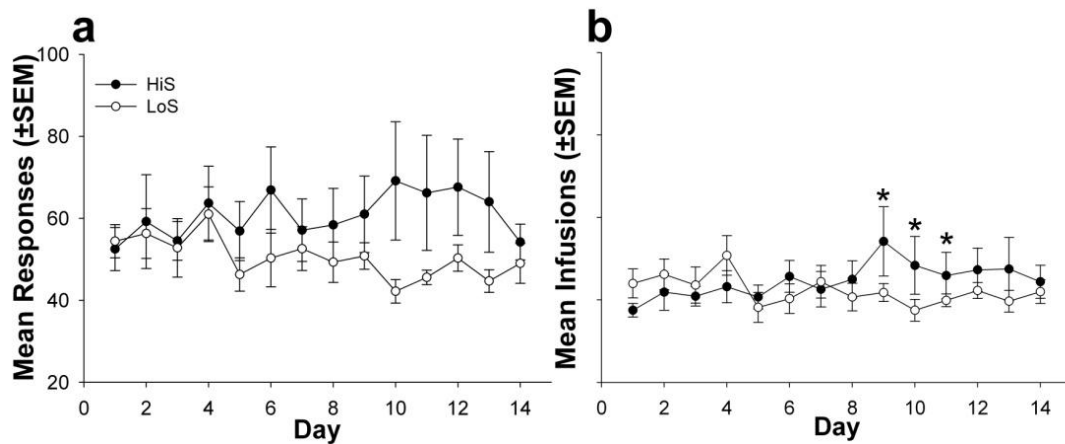 a
b
Mean Responses (±SEM)
100
80
60
40
20
HiS
LoS
0 2 4 6 8 10 12 14
Day
Mean Infusions (±SEM)
* * *
0 2 4 6 8 10 12 14
Day